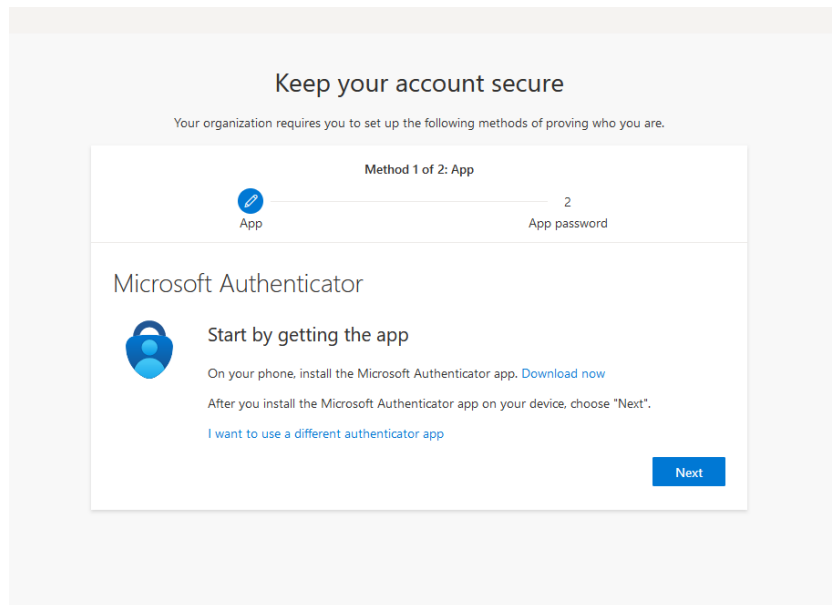 Keep your account secure
Your organization requires you to set up the following methods of proving who you are.
Method 1 of 2: App
2
App
App password
Microsoft Authenticator
Start by getting the app
On your phone, install the Microsoft Authenticator app. Download now
After you install the Microsoft Authenticator app on your device, choose "Next".
I want to use a different authenticator app
Next